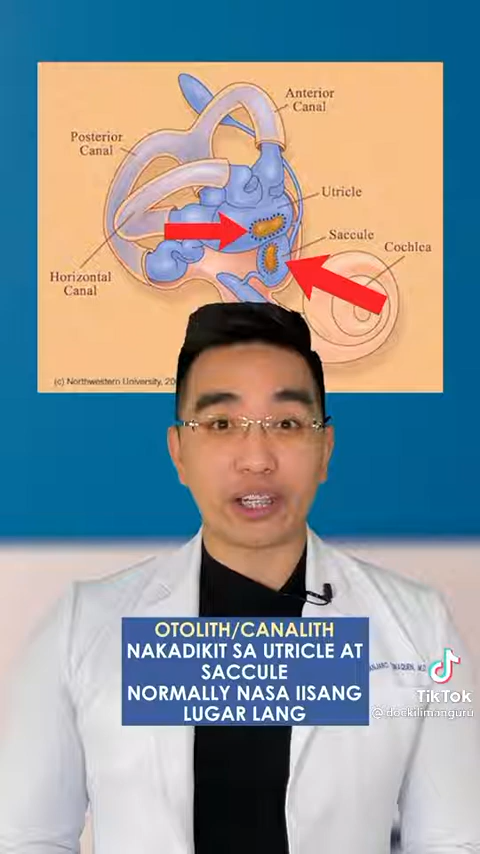 Anterior
Canal
Posterior
Canal
Utricle
Saccule
Cochlea
Horizontal
Canal
(c) Northwestern University, 20
OTOLITH/CANALITH
NAKADIKIT SA UTRICLE AT
SACCULE
NORMALLY NASA IISANG
LUGAR LANG
M.D.
TikTok
@dockilimanguru